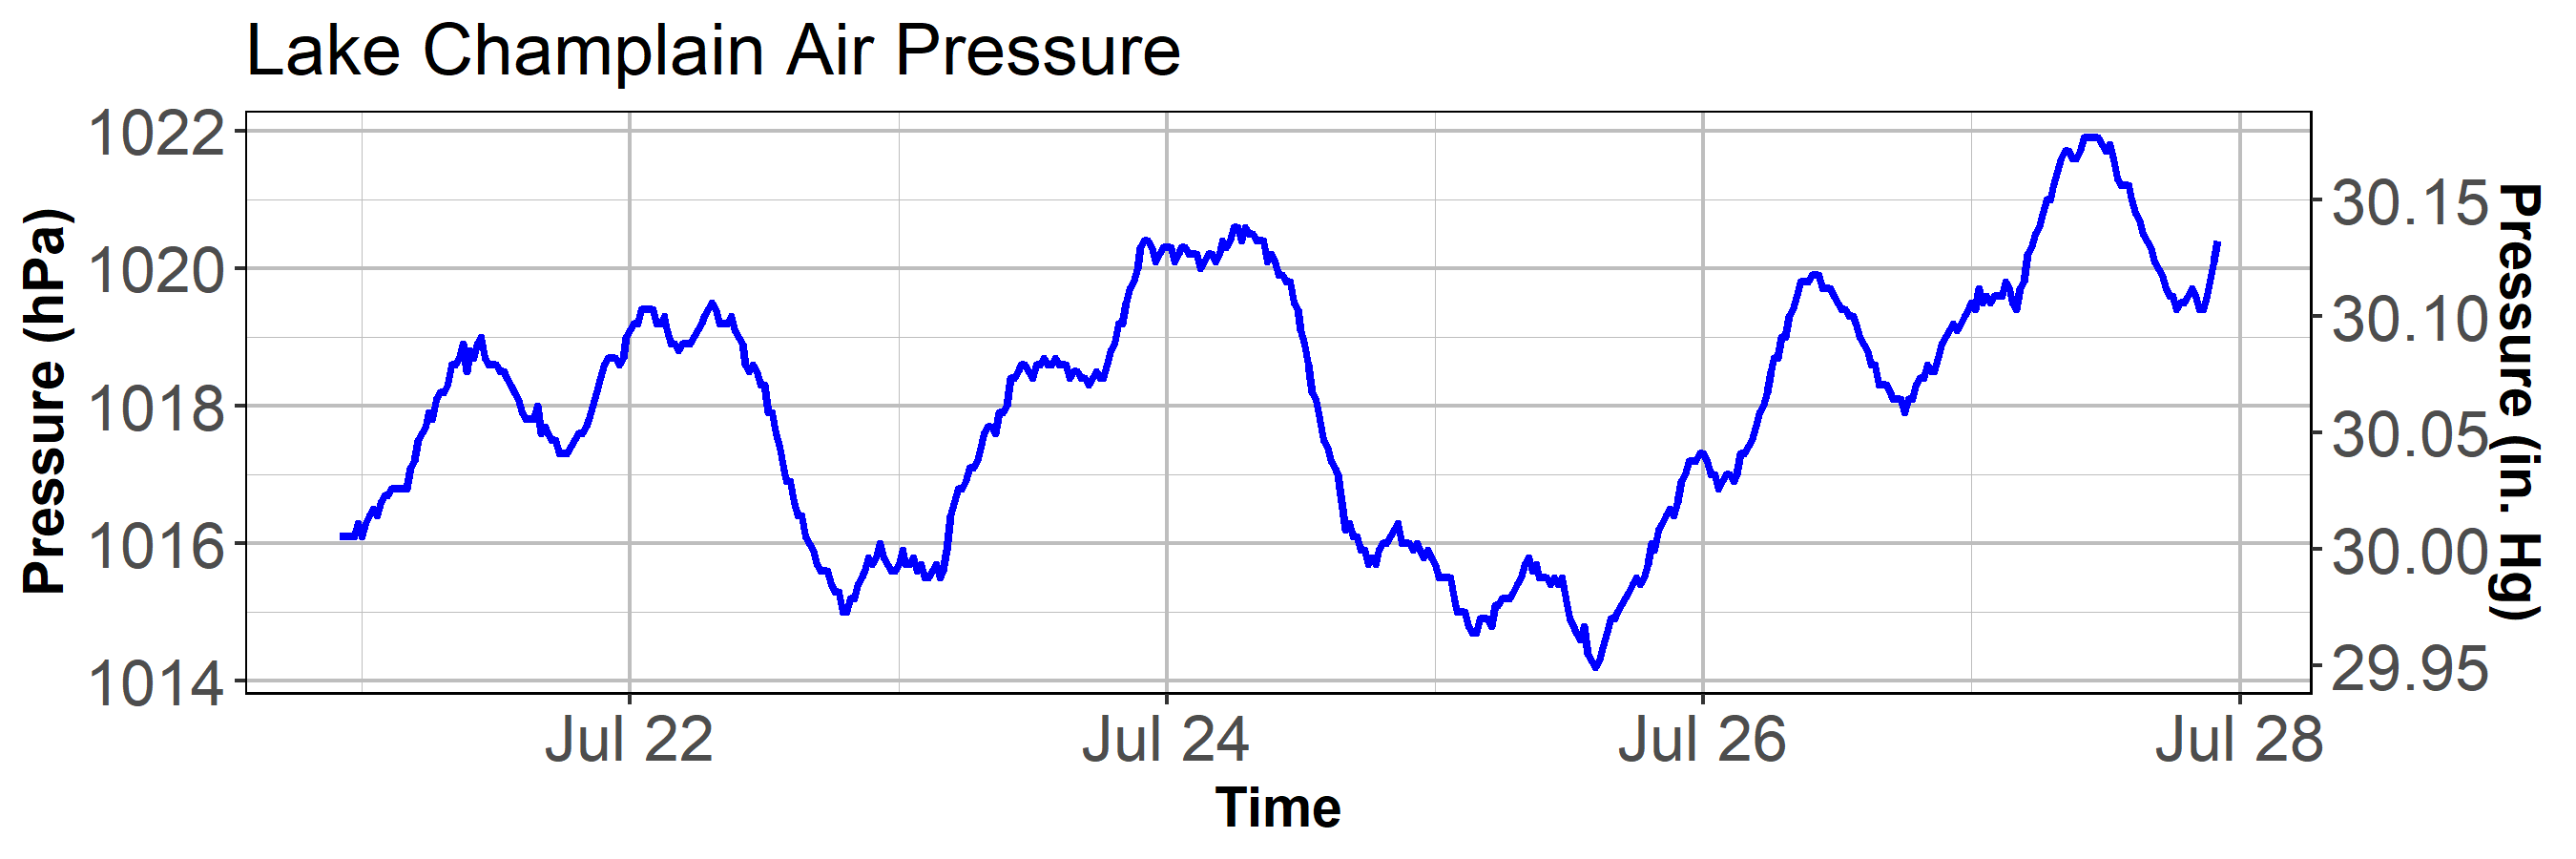 Lake Champlain Air Pressure
1022
1020
1018
1016
1014
Pressure (hPa)
30.15
30.10
30.05
30.00
29.95
Pressure (in. Hg)
Jul 22 Jul 24 Jul 26 Jul 28
Time